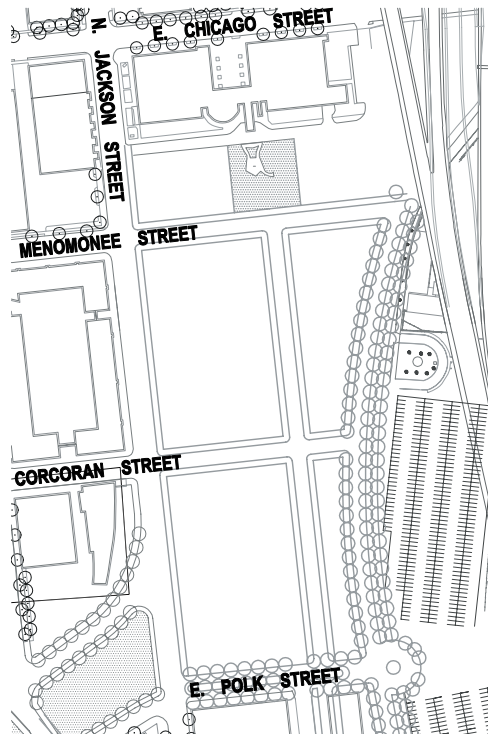 E. CHICAGO STREET
N. JACKSON STREET
MENOMONEE STREET
CORCORAN STREET
E. POLK STREET